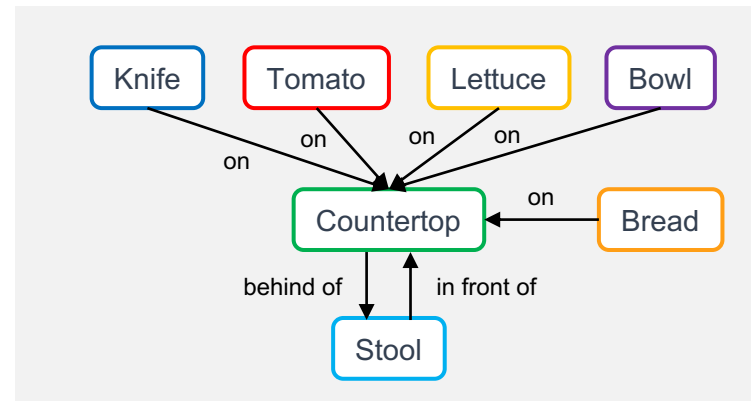 Knife
Tomato
Lettuce
Bowl
on
on
on
on
Countertop
on
Bread
behind of
in front of
Stool